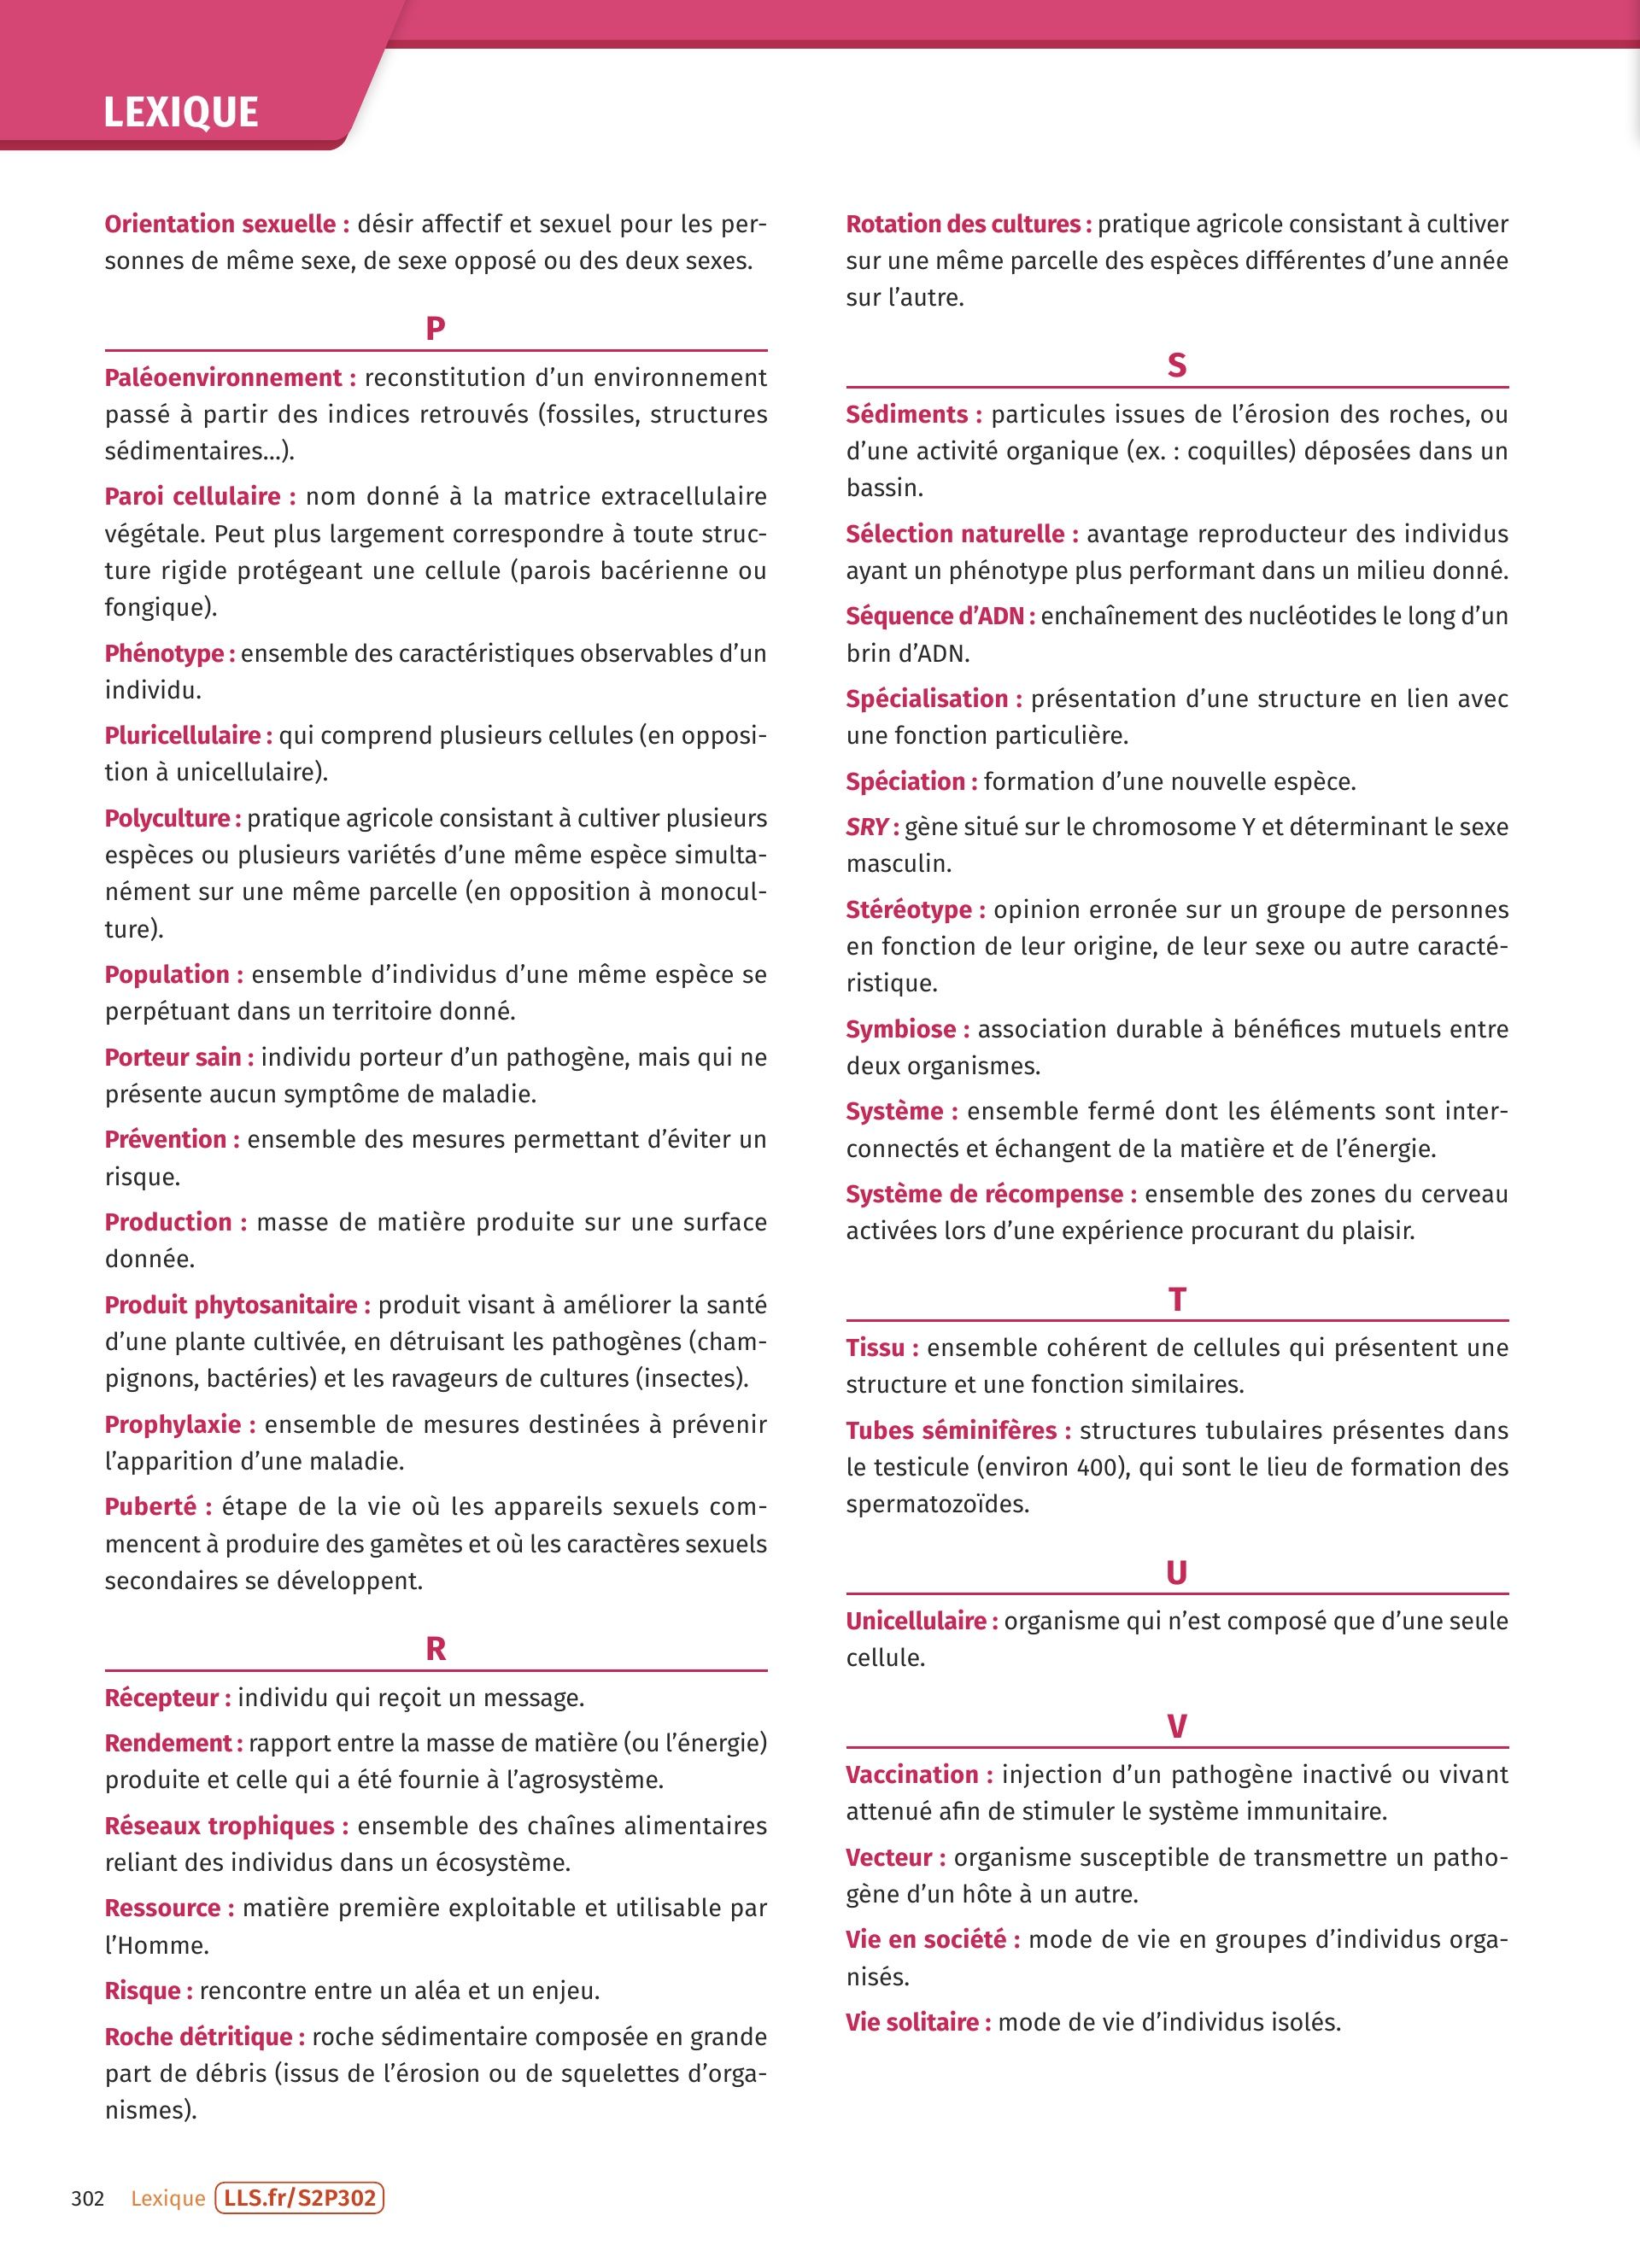 LEXIQUE
Orientation sexuelle : désir affectif et sexuel pour les per-
sonnes de même sexe, de sexe opposé ou des deux sexes.
P
Paléoenvironnement : reconstitution d’un environnement
passé à partir des indices retrouvés (fossiles, structures
sédimentaires…).
Paroi cellulaire : nom donné à la matrice extracellulaire
végétale. Peut plus largement correspondre à toute struc-
ture rigide protégeant une cellule (parois bacérienne ou
fongique).
Phénotype : ensemble des caractéristiques observables d’un
individu.
Pluricellulaire : qui comprend plusieurs cellules (en opposi-
tion à unicellulaire).
Polyculture : pratique agricole consistant à cultiver plusieurs
espèces ou plusieurs variétés d’une même espèce simulta-
nément sur une même parcelle (en opposition à monocul-
ture).
Population : ensemble d’individus d’une même espèce se
perpétuant dans un territoire donné.
Porteur sain : individu porteur d’un pathogène, mais qui ne
présente aucun symptôme de maladie.
Prévention : ensemble des mesures permettant d’éviter un
risque.
Production : masse de matière produite sur une surface
donnée.
Produit phytosanitaire : produit visant à améliorer la santé
d’une plante cultivée, en détruisant les pathogènes (cham-
pignons, bactéries) et les ravageurs de cultures (insectes).
Prophylaxie : ensemble de mesures destinées à prévenir
l’apparition d’une maladie.
Puberté : étape de la vie où les appareils sexuels com-
mencent à produire des gamètes et où les caractères sexuels
secondaires se développent.
R
Récepteur : individu qui reçoit un message.
Rendement : rapport entre la masse de matière (ou l’énergie)
produite et celle qui a été fournie à l’agrosystème.
Réseaux trophiques : ensemble des chaînes alimentaires
reliant des individus dans un écosystème.
Ressource : matière première exploitable et utilisable par
l’Homme.
Risque : rencontre entre un aléa et un enjeu.
Roche détritique : roche sédimentaire composée en grande
part de débris (issus de l’érosion ou de squelettes d’orga-
nismes).
Rotation des cultures : pratique agricole consistant à cultiver
sur une même parcelle des espèces différentes d’une année
sur l’autre.
S
Sédiments : particules issues de l’érosion des roches, ou
d’une activité organique (ex. : coquilles) déposées dans un
bassin.
Sélection naturelle : avantage reproducteur des individus
ayant un phénotype plus performant dans un milieu donné.
Séquence d’ADN : enchaînement des nucléotides le long d’un
brin d’ADN.
Spécialisation : présentation d’une structure en lien avec
une fonction particulière.
Spéciation : formation d’une nouvelle espèce.
SRY : gène situé sur le chromosome Y et déterminant le sexe
masculin.
Stéréotype : opinion erronée sur un groupe de personnes
en fonction de leur origine, de leur sexe ou autre caracté-
ristique.
Symbiose : association durable à bénéfices mutuels entre
deux organismes.
Système : ensemble fermé dont les éléments sont inter-
connectés et échangent de la matière et de l’énergie.
Système de récompense : ensemble des zones du cerveau
activées lors d’une expérience procurant du plaisir.
T
Tissu : ensemble cohérent de cellules qui présentent une
structure et une fonction similaires.
Tubes séminifères : structures tubulaires présentes dans
le testicule (environ 400), qui sont le lieu de formation des
spermatozoïdes.
U
Unicellulaire : organisme qui n’est composé que d’une seule
cellule.
V
Vaccination : injection d’un pathogène inactivé ou vivant
attenué afin de stimuler le système immunitaire.
Vecteur : organisme susceptible de transmettre un patho-
gène d’un hôte à un autre.
Vie en société : mode de vie en groupes d’individus orga-
nisés.
Vie solitaire : mode de vie d’individus isolés.
302 Lexique LLS.fr/S2P302